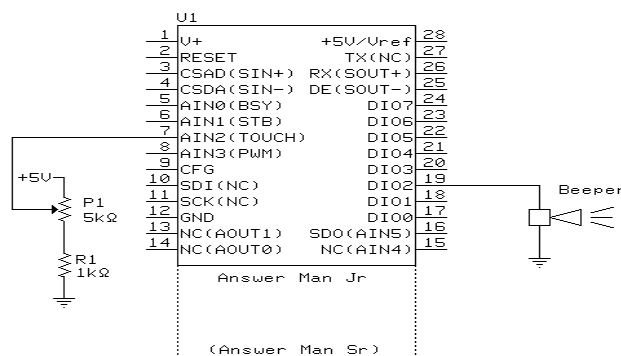 U1
1 V+ +5V/Vref 28
2 RESET TX(NC) 27
3 CSAD(SIN+) RX(SOUT+) 26
4 CSDA(SIN-) DE(SOUT-) 25
5 AIN0(BSY) DIO7 24
6 AIN1(STB) DIO6 23
7 AIN2(TOUCH) DIO5 22
8 AIN3(PWM) DIO4 21
9 CFG DIO3 20
10 SDI(NC) DIO2 19
11 SCK(NC) DIO1 18
12 GND DIO0 17
13 NC(AOUT1) SDO(AIN5) 16
14 NC(AOUT0) NC(AIN4) 15
+5V
P1
5kΩ
R1
1kΩ
Beeper
Answer Man Jr
(Answer Man Sr)